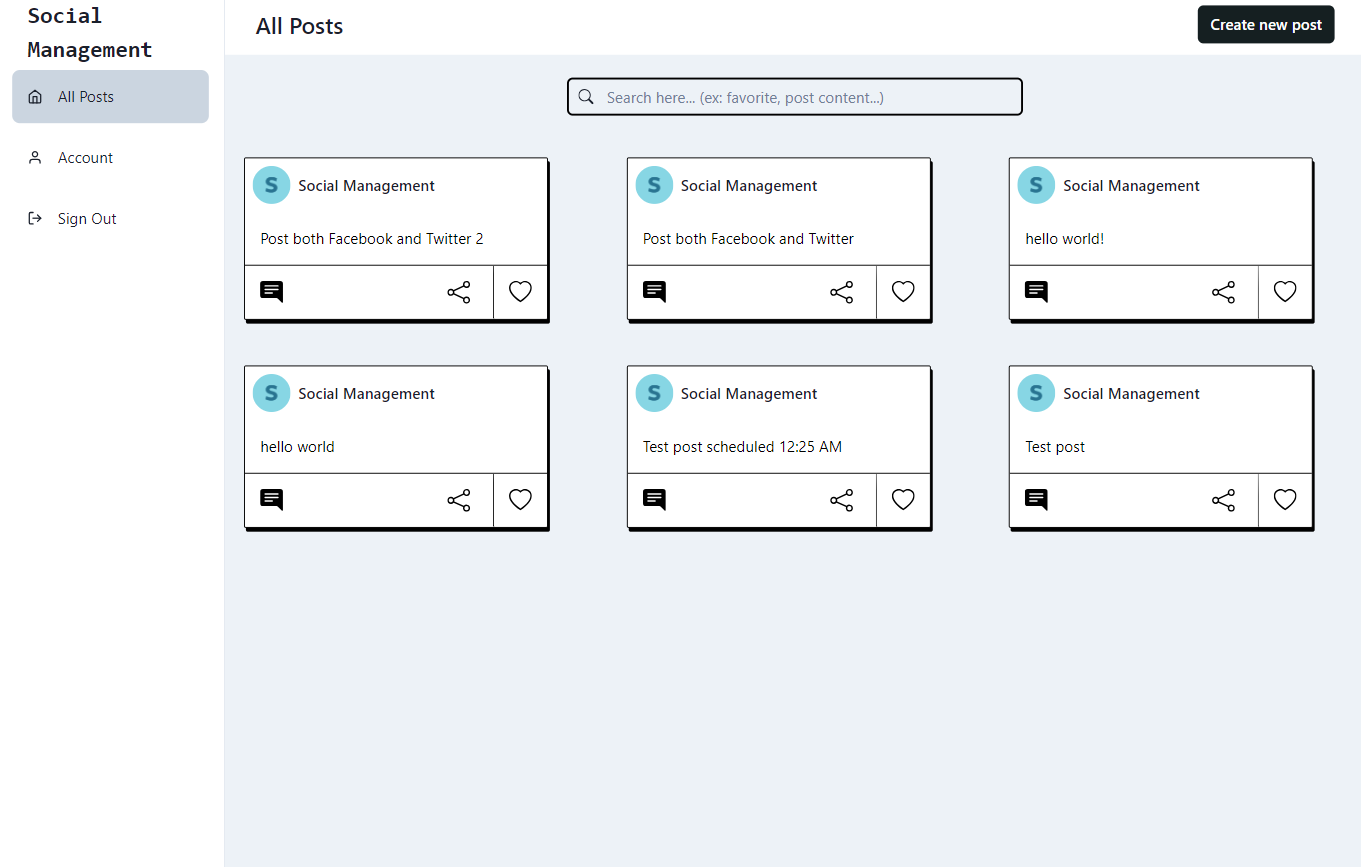 Social
Management
All Posts
Account
Sign Out
All Posts
Create new post
Search here... (ex: favorite, post content...)
S Social Management
Post both Facebook and Twitter 2
S Social Management
Post both Facebook and Twitter
S Social Management
hello world!
S Social Management
hello world
S Social Management
Test post scheduled 12:25 AM
S Social Management
Test post